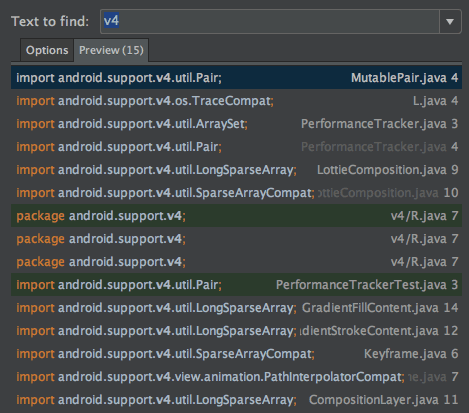 Text to find: v4
Options Preview (15)
import android.support.v4.util.Pair; MutablePair.java 4
import android.support.v4.os.TraceCompat; L.java 4
import android.support.v4.util.ArraySet; PerformanceTracker.java 3
import android.support.v4.util.Pair; PerformanceTracker.java 4
import android.support.v4.util.LongSparseArray; LottieComposition.java 9
import android.support.v4.util.SparseArrayCompat; ottieComposition.java 10
package android.support.v4; v4/R.java 7
package android.support.v4; v4/R.java 7
package android.support.v4; v4/R.java 7
import android.support.v4.util.Pair; PerformanceTrackerTest.java 3
import android.support.v4.util.LongSparseArray; GradientFillContent.java 14
import android.support.v4.util.LongSparseArray; adientStrokeContent.java 12
import android.support.v4.util.SparseArrayCompat; Keyframe.java 6
import android.support.v4.view.animation.PathInterpolatorCompat; ne.java 7
import android.support.v4.util.LongSparseArray; CompositionLayer.java 11